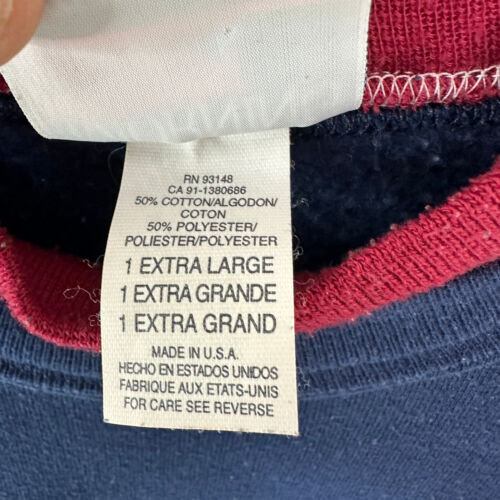 RN 93148
CA 91-1380686
50% COTTON/ALGODON/
COTON
50% POLYESTER/
POLIESTER/POLYESTER
1 EXTRA LARGE
1 EXTRA GRANDE
1 EXTRA GRAND
MADE IN U.S.A.
HECHO EN ESTADOS UNIDOS
FABRIQUE AUX ETATS-UNIS
FOR CARE SEE REVERSE